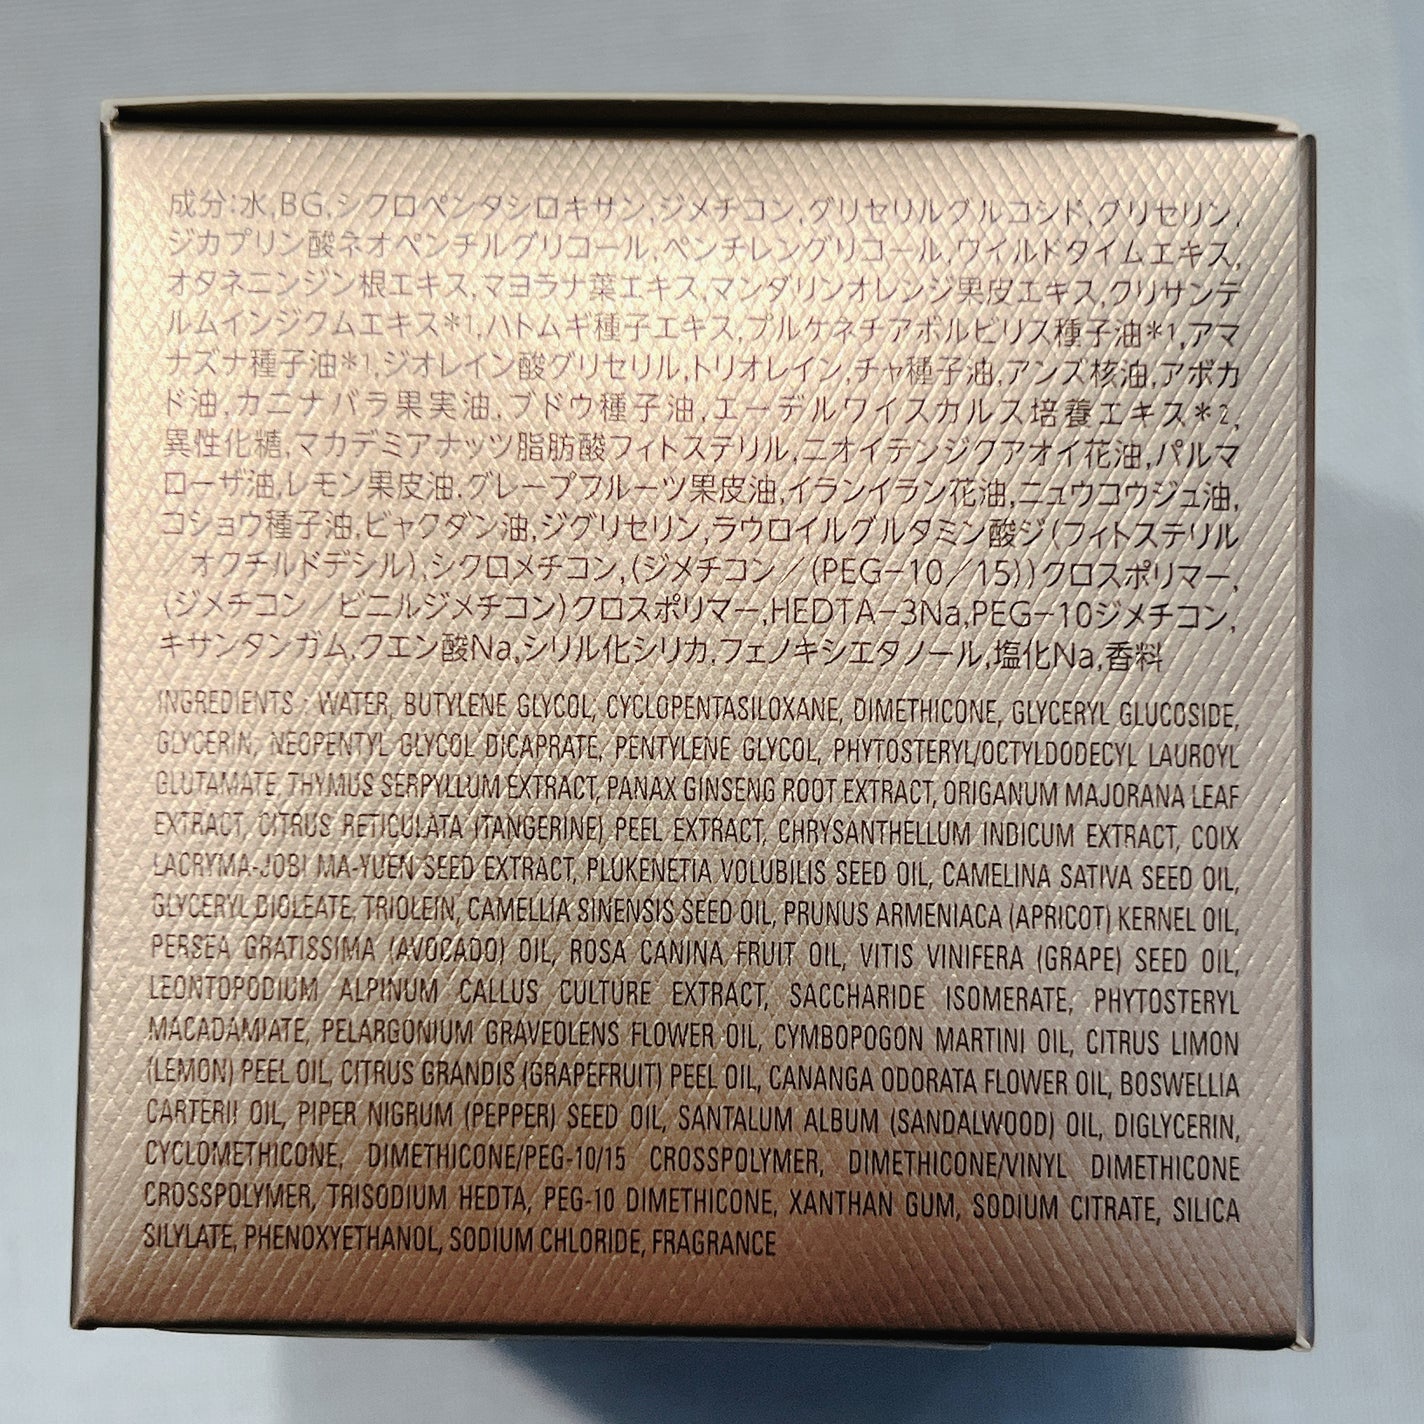 成分:水,BG,シクロペンタシロキサン,ジメチコン,グリセリルグルコシド,グリセリン,
ジカプリン酸ネオペンチルグリコール,ペンチレングリコール,ワイルドタイムエキス,
オタネニンジン根エキス,マヨラナ葉エキス,マンダリンオレンジ果皮エキス,クリサンテ
ルムインジクムエキス*1,ハトムギ種子エキス,プルケネチアボルビリス種子油*1,アマ
ナズナ種子油*1,ジオレイン酸グリセリル,トリオレイン,チャ種子油,アンズ核油,アボカ
ド油,カニナバラ果実油,ブドウ種子油,エーデルワイスカルス培養エキス*2,
異性化糖,マカデミアナッツ脂肪酸フィトステリル,ニオイテンジクアオイ花油,パルマ
ローザ油,レモン果皮油,グレープフルーツ果皮油,イランイラン花油,ニュウコウジュ油,
コショウ種子油,ビャクダン油,ジグリセリン,ラウロイルグルタミン酸ジ(フィトステリル
/オクチルドデシル),シクロメチコン,(ジメチコン/(PEG-10/15))クロスポリマー,
(ジメチコン/ビニルジメチコン)クロスポリマー,HEDTA-3Na,PEG-10ジメチコン,
キサンタンガム,クエン酸Na,シリル化シリカ,フェノキシエタノール,塩化Na,香料
INGREDIENTS : WATER, BUTYLENE GLYCOL, CYCLOPENTASILOXANE, DIMETHICONE, GLYCERYL GLUCOSIDE,
GLYCERIN, NEOPENTYL GLYCOL DICAPRATE, PENTYLENE GLYCOL, PHYTOSTERYL/OCTYLDODECYL LAUROYL
GLUTAMATE, THYMUS SERPYLLUM EXTRACT, PANAX GINSENG ROOT EXTRACT, ORIGANUM MAJORANA LEAF
EXTRACT, CITRUS RETICULATA (TANGERINE) PEEL EXTRACT, CHRYSANTHELLUM INDICUM EXTRACT, COIX
LACRYMA-JOBI MA-YUEN SEED EXTRACT, PLUKENETIA VOLUBILIS SEED OIL, CAMELINA SATIVA SEED OIL,
GLYCERYL DIOLEATE, TRIOLEIN, CAMELLIA SINENSIS SEED OIL, PRUNUS ARMENIACA (APRICOT) KERNEL OIL,
PERSEA GRATISSIMA (AVOCADO) OIL, ROSA CANINA FRUIT OIL, VITIS VINIFERA (GRAPE) SEED OIL,
LEONTOPODIUM ALPINUM CALLUS CULTURE EXTRACT, SACCHARIDE ISOMERATE, PHYTOSTERYL
MACADAMIATE, PELARGONIUM GRAVEOLENS FLOWER OIL, CYMBOPOGON MARTINI OIL, CITRUS LIMON
(LEMON) PEEL OIL, CITRUS GRANDIS (GRAPEFRUIT) PEEL OIL, CANANGA ODORATA FLOWER OIL, BOSWELLIA
CARTERII OIL, PIPER NIGRUM (PEPPER) SEED OIL, SANTALUM ALBUM (SANDALWOOD) OIL, DIGLYCERIN,
CYCLOMETHICONE, DIMETHICONE/PEG-10/15 CROSSPOLYMER, DIMETHICONE/VINYL DIMETHICONE
CROSSPOLYMER, TRISODIUM HEDTA, PEG-10 DIMETHICONE, XANTHAN GUM, SODIUM CITRATE, SILICA
SILYLATE, PHENOXYETHANOL, SODIUM CHLORIDE, FRAGRANCE